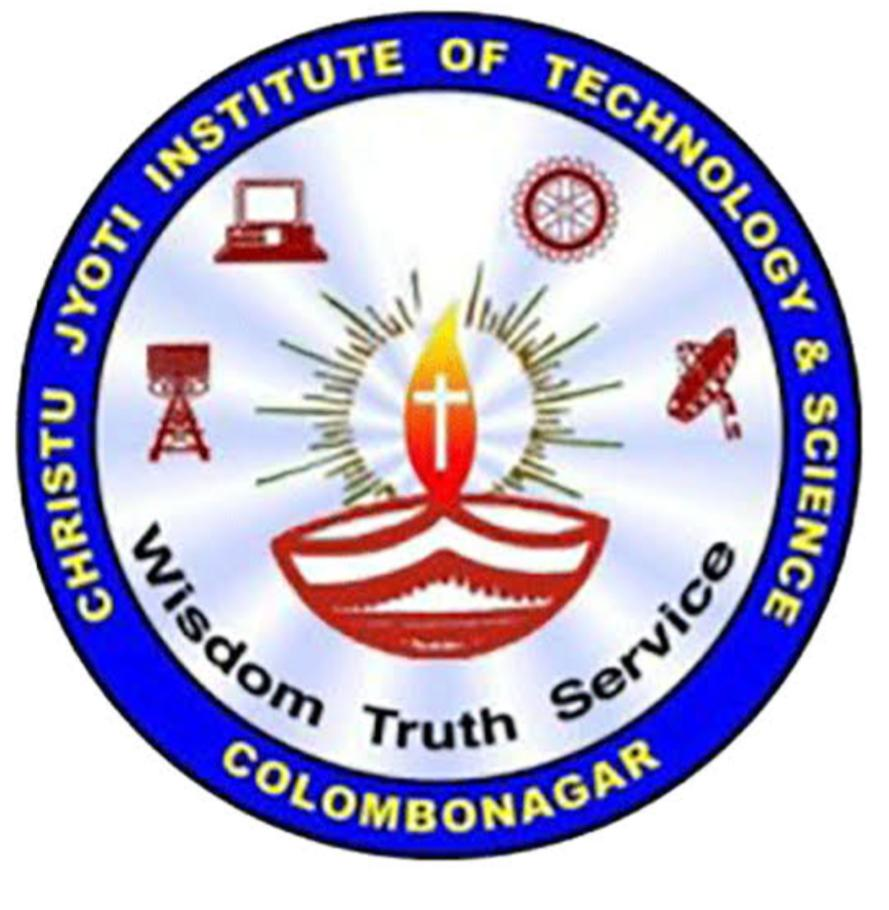 CHRISTU JYOTI INSTITUTE OF TECHNOLOGY & SCIENCE
Wisdom Truth Service
COLOMBONAGAR